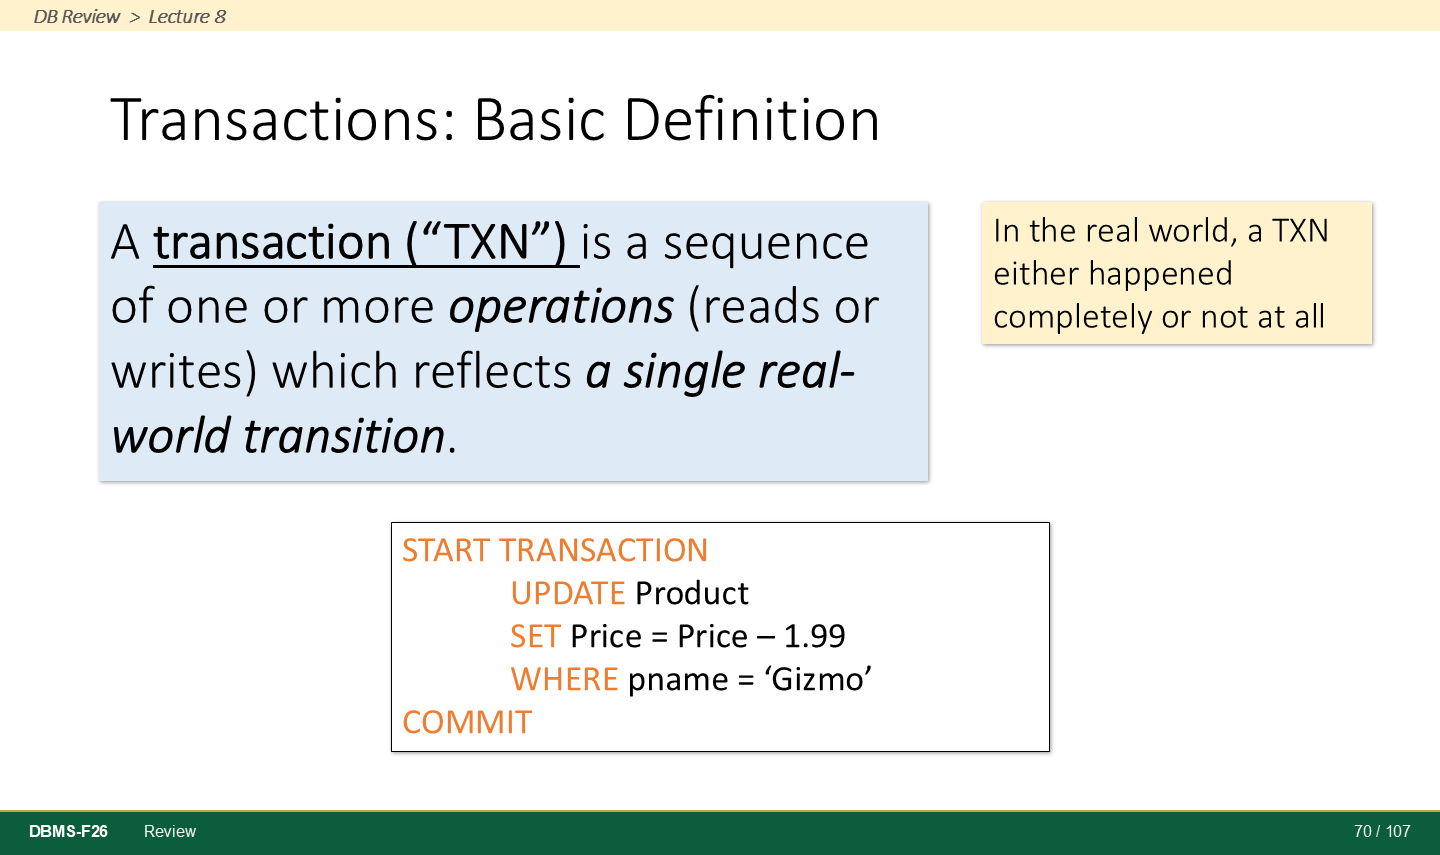 DB Review > Lecture 8
Transactions: Basic Definition
A transaction (“TXN”) is a sequence
of one or more operations (reads or
writes) which reflects a single real-
world transition.
In the real world, a TXN
either happened
completely or not at all
START TRANSACTION
UPDATE Product
SET Price = Price – 1.99
WHERE pname = ‘Gizmo’
COMMIT
DBMS-F26 Review 70 / 107